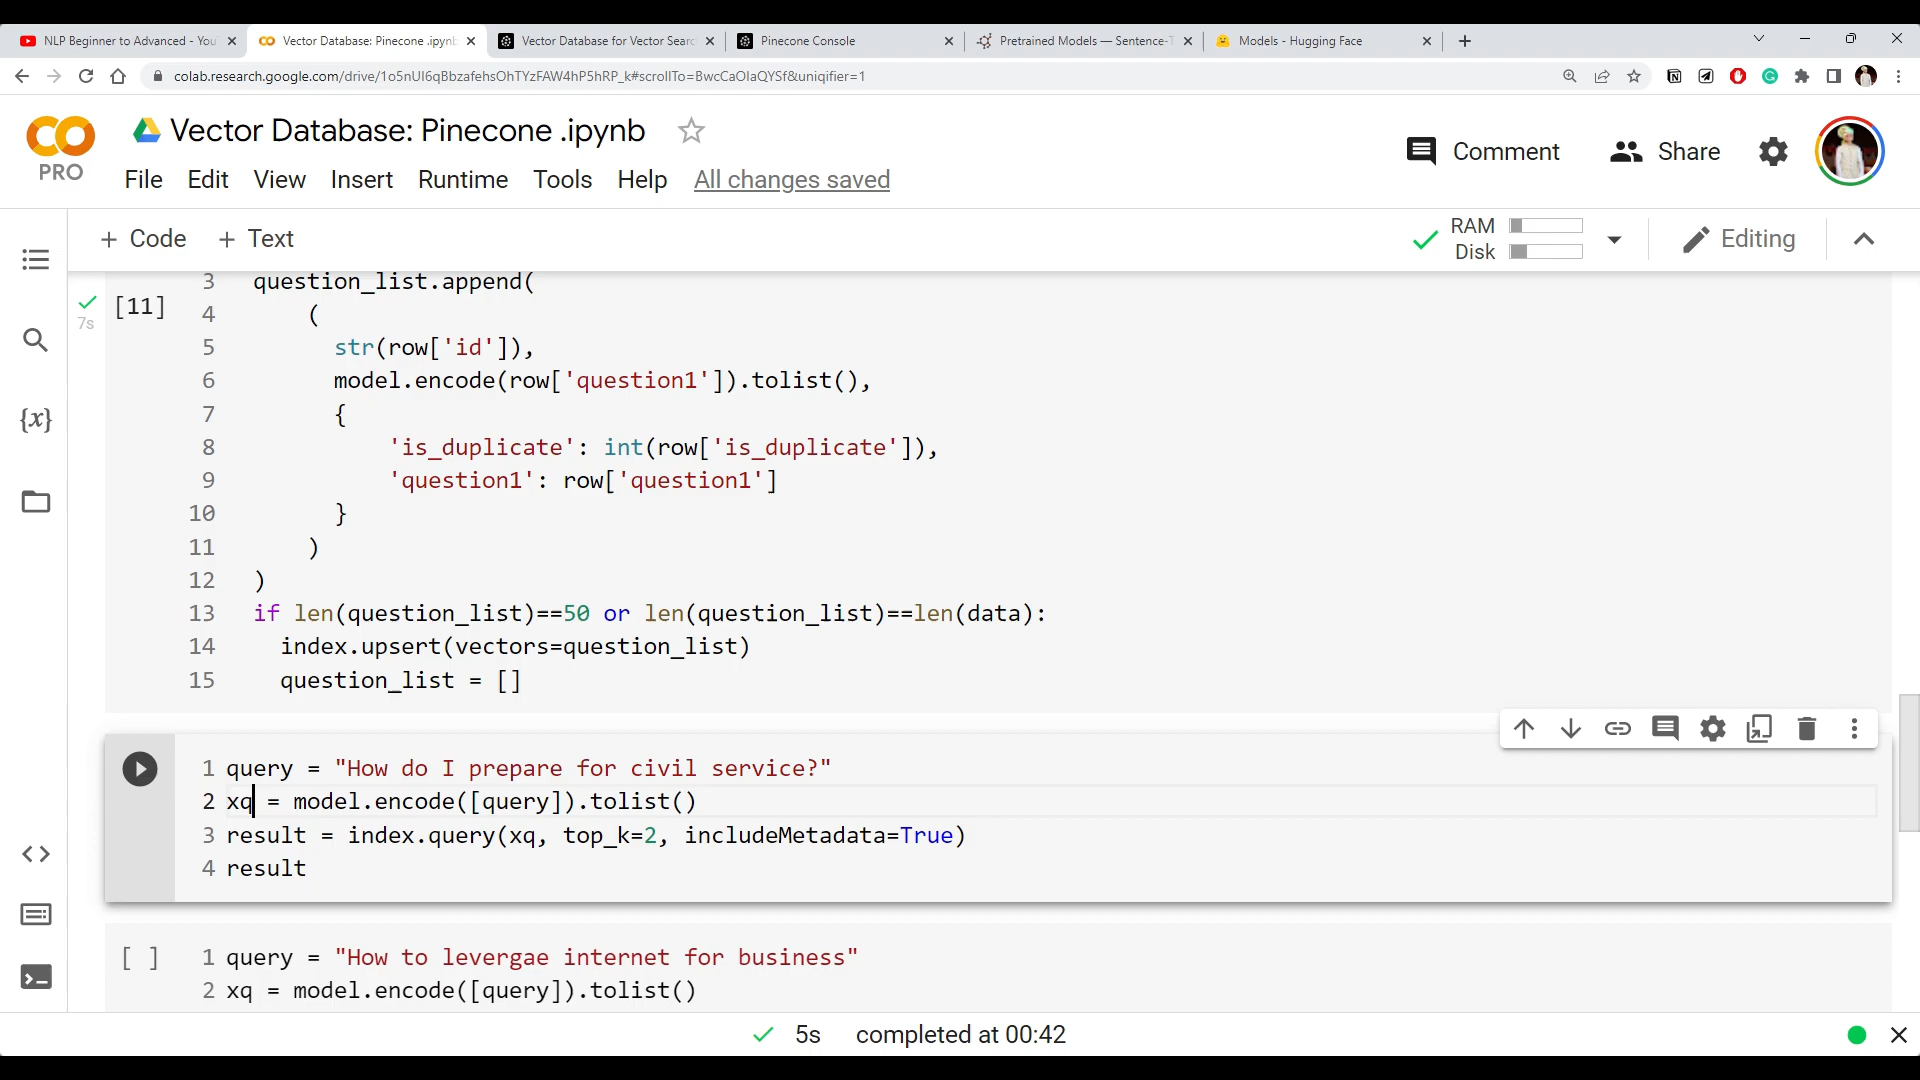 NLP Beginner to Advanced - You
Vector Database: Pinecone .ipynb
Vector Database for Vector Searc
Pinecone Console
Pretrained Models — Sentence-T
Models - Hugging Face
colab.research.google.com/drive/1o5nUI6qBbzafehsOhTYzFAW4hP5hRP_k#scrollTo=BwcCaOIaQYSf&uniqifier=1
PRO
Vector Database: Pinecone .ipynb
Comment
Share
File Edit View Insert Runtime Tools Help All changes saved
+ Code + Text
RAM
Disk
Editing
[11]
7s
3 question_list.append(
4 (
5 str(row['id']),
6 model.encode(row['question1']).tolist(),
7 {
8 'is_duplicate': int(row['is_duplicate']),
9 'question1': row['question1']
10 }
11 )
12 )
13 if len(question_list)==50 or len(question_list)==len(data):
14 index.upsert(vectors=question_list)
15 question_list = []
{x}
1 query = "How do I prepare for civil service?"
2 xq = model.encode([query]).tolist()
3 result = index.query(xq, top_k=2, includeMetadata=True)
4 result
[ ]
1 query = "How to levergae internet for business"
2 xq = model.encode([query]).tolist()
5s completed at 00:42